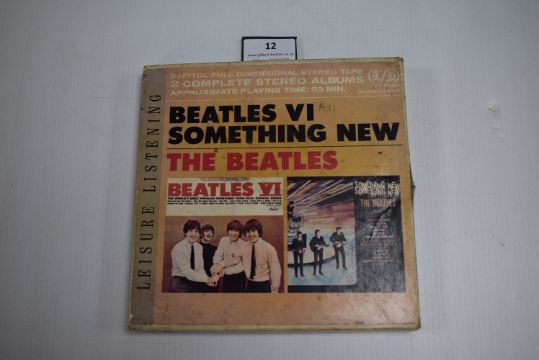 12
CAPITOL FULL DIMENSIONAL STEREO TAPE
2 COMPLETE STEREO ALBUMS
APPROXIMATE PLAYING TIME: 53 MIN.
LEISURE LISTENING
BEATLES VI
SOMETHING NEW
THE BEATLES
BEATLES VI
SOMETHING NEW
THE BEATLES